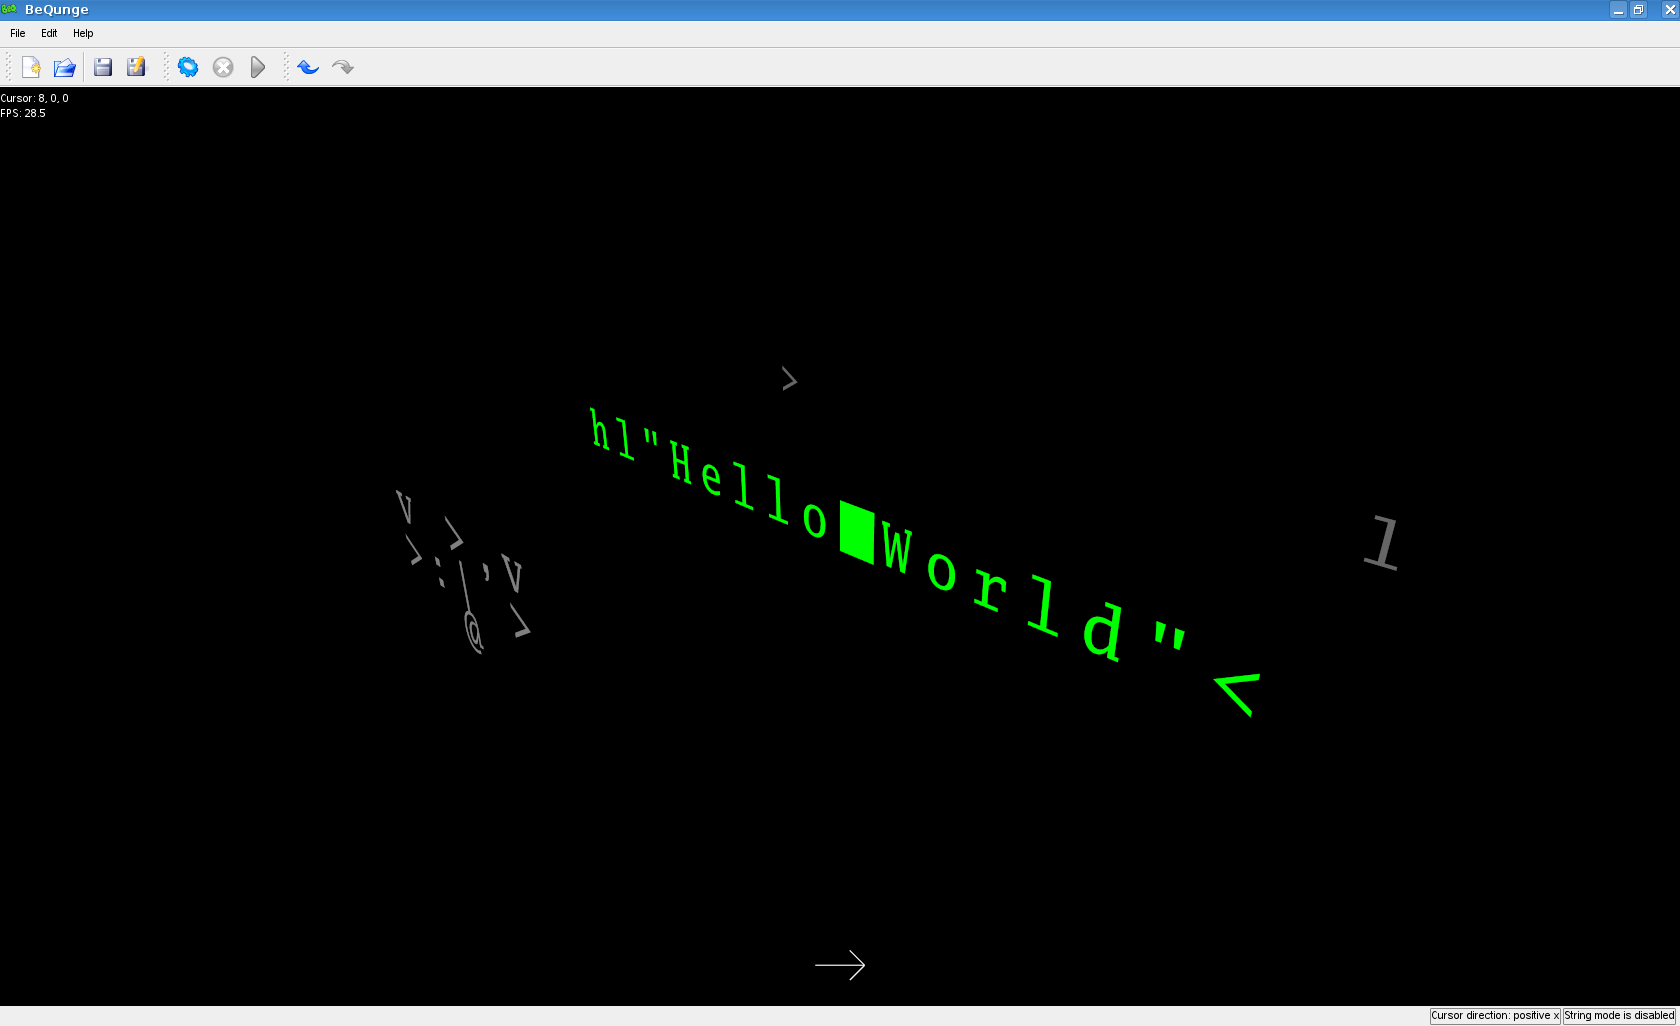 BeQunge
File Edit Help
Cursor: 8, 0, 0
FPS: 28.5
>
hl"Hello World"<
l
v > 
> : | , v
@ >
Cursor direction: positive x String mode is disabled